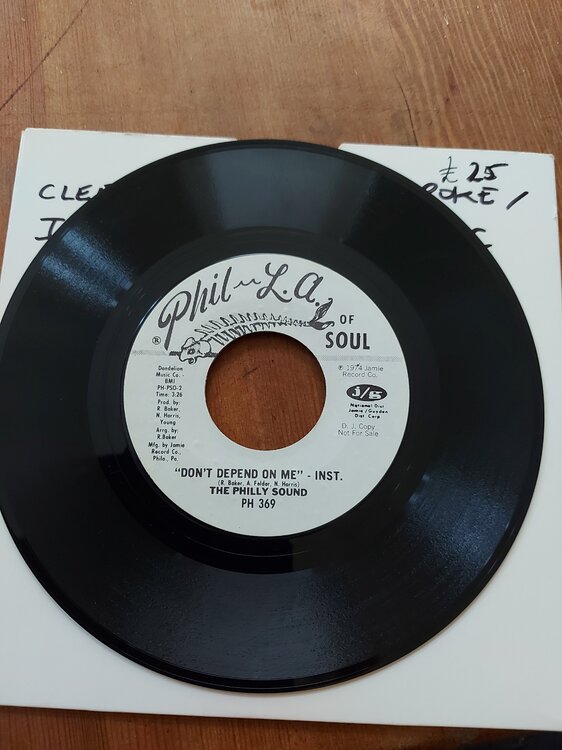 £25
CLE
OKE /
Phil~L.A.
OF
SOUL
®
Dandelion
Music Co. -
BMI
PH-PSO-2
Time: 3:26
Prod. by:
R. Baker,
N. Harris,
Young
Arrg. by
R. Baker
Mfg. by Jamie
Record Co.,
Phila., Pa.
℗ 1974 Jamie
Record Co.
j/g
National Dist
Jamie/Guyden
Dist Corp
D. J. Copy
Not For Sale
"DON'T DEPEND ON ME" - INST.
(R. Baker, A. Felder, N. Harris)
THE PHILLY SOUND
PH 369